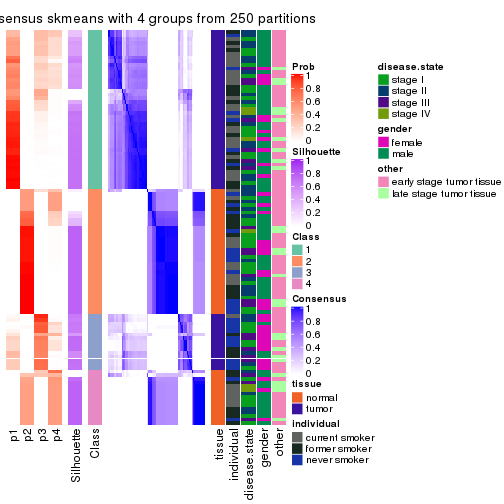 sensus skmeans with 4 groups from 250 partitions
Prob
1
0.8
0.6
0.4
0.2
0
Silhouette
1
0.8
0.6
0.4
0.2
0
Class
1
2
3
4
Consensus
1
0.8
0.6
0.4
0.2
0
tissue
normal
tumor
individual
current smoker
former smoker
never smoker
disease.state
stage I
stage II
stage III
stage IV
gender
female
male
other
early stage tumor tissue
late stage tumor tissue
p1
p2
p3
p4
Silhouette
Class
tissue
individual
disease.state
gender
other